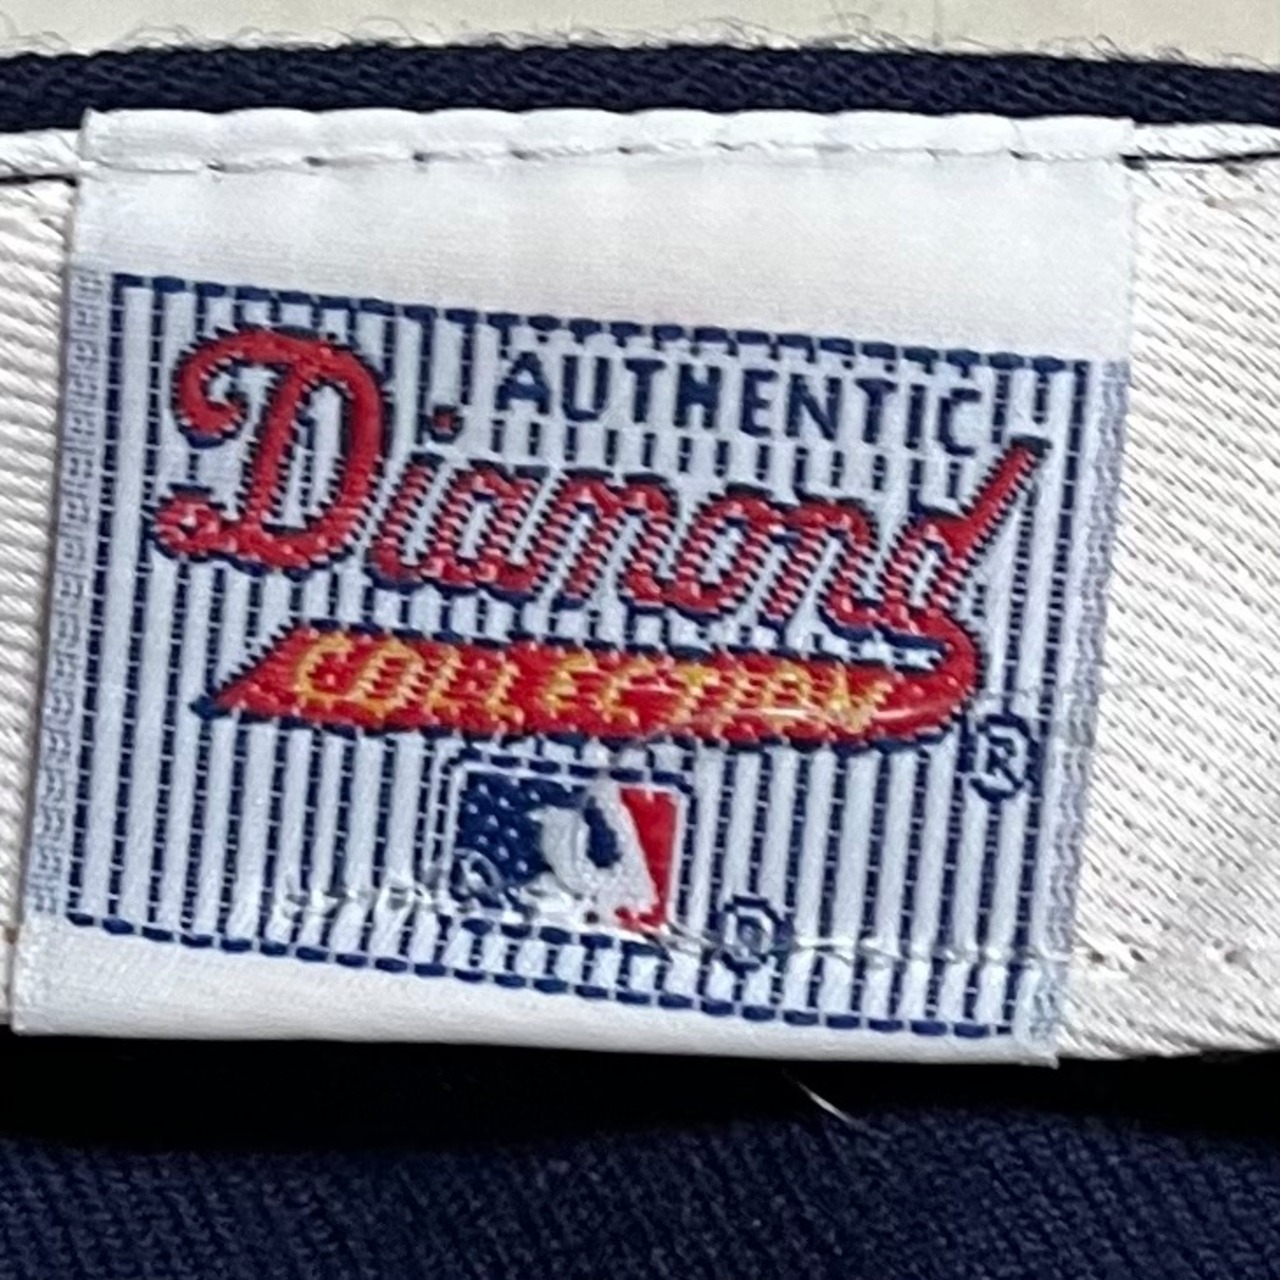 AUTHENTIC
Diamond
COLLECTION ®
®